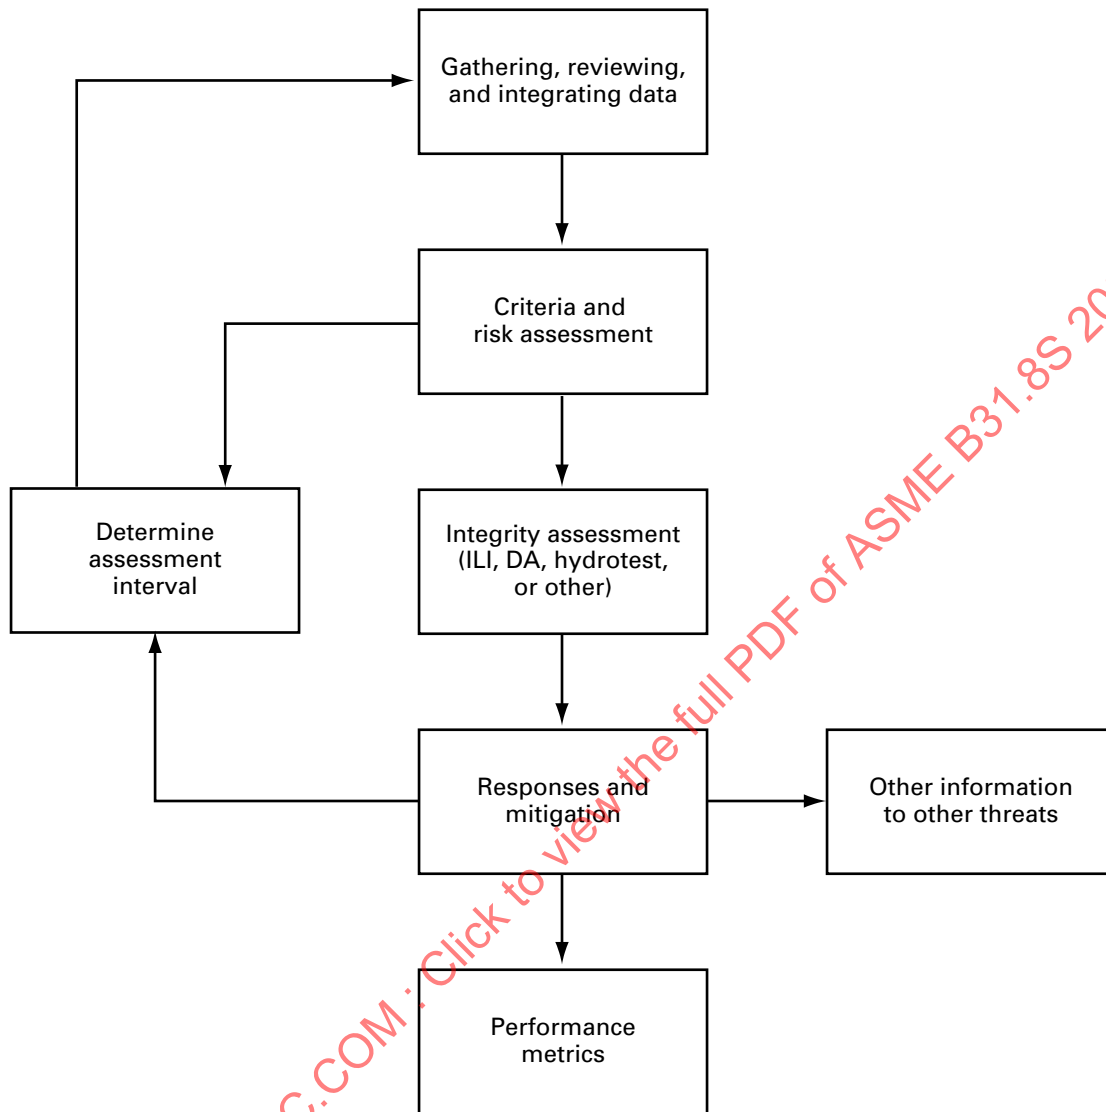 Gathering, reviewing,
and integrating data
Criteria and
risk assessment
Determine
assessment
interval
Integrity assessment
(ILI, DA, hydrotest,
or other)
Responses and
mitigation
Other information
to other threats
Performance
metrics
C.COM : Click to view the full PDF of ASME B31.8S 20